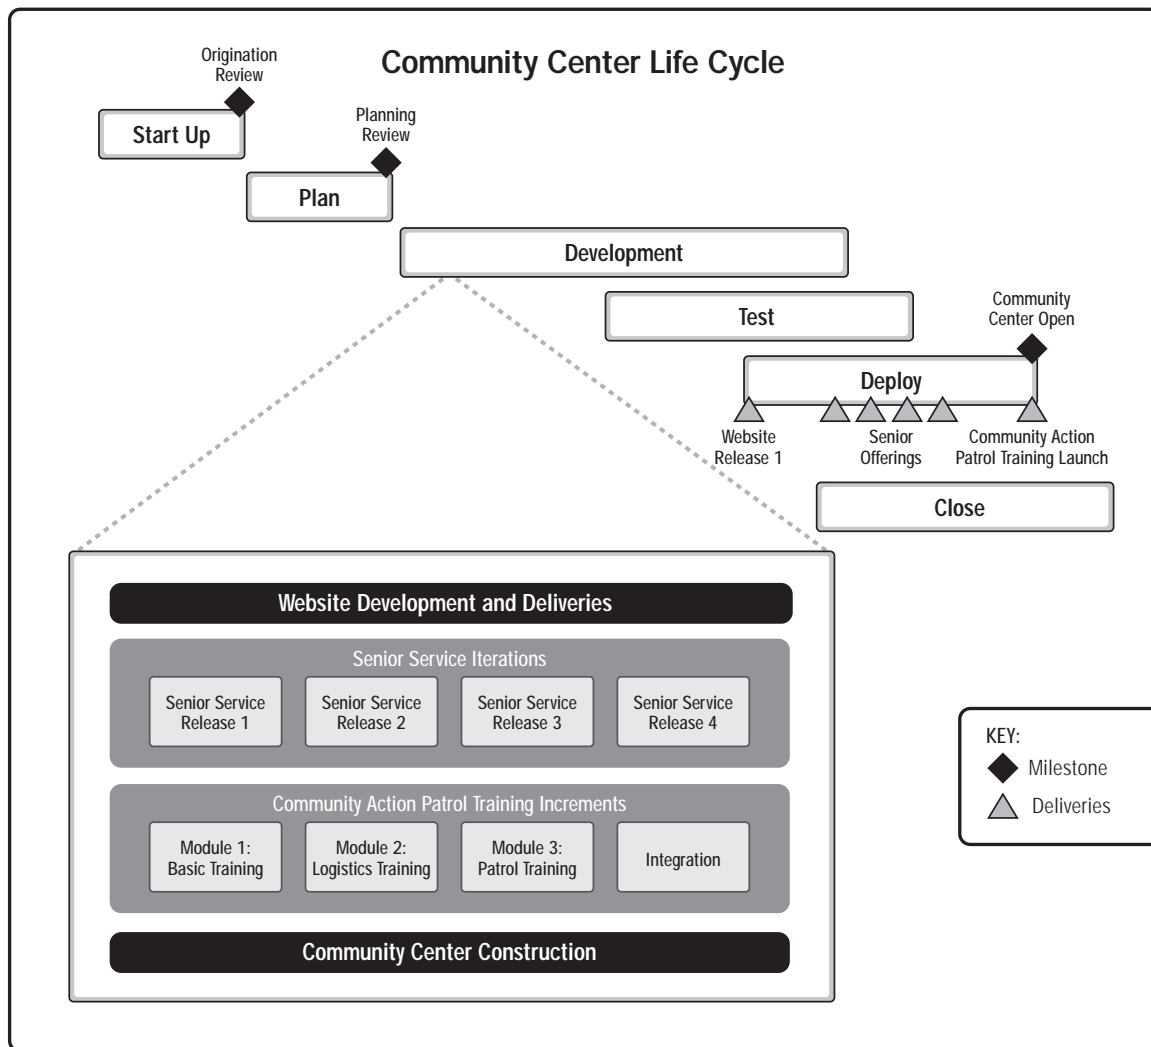 Community Center Life Cycle
Origination
Review
Start Up
Planning
Review
Plan
Development
Test
Community
Center Open
Deploy
Website
Release 1
Senior
Offerings
Community Action
Patrol Training Launch
Close
Website Development and Deliveries
Senior Service Iterations
Senior Service
Release 1
Senior Service
Release 2
Senior Service
Release 3
Senior Service
Release 4
Community Action Patrol Training Increments
Module 1:
Basic Training
Module 2:
Logistics Training
Module 3:
Patrol Training
Integration
Community Center Construction
KEY:
Milestone
Deliveries